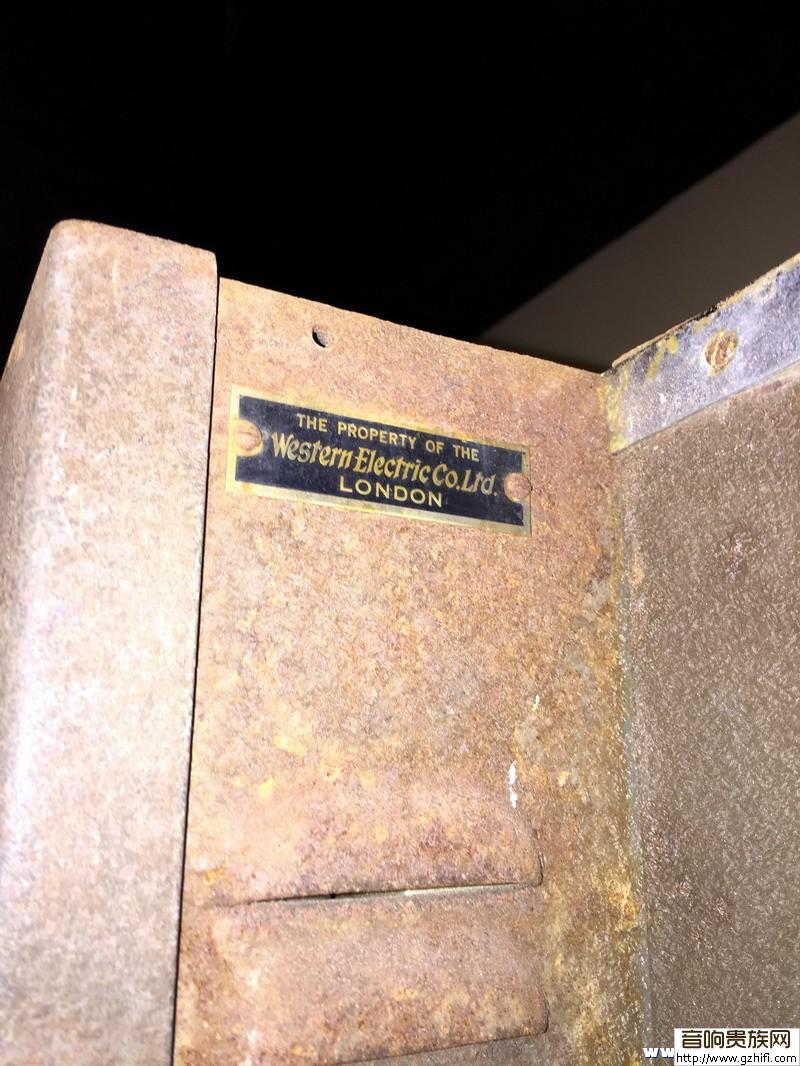 THE PROPERTY OF THE
Western Electric Co. Ltd.
LONDON
音响贵族网
http://www.gzhifi.com